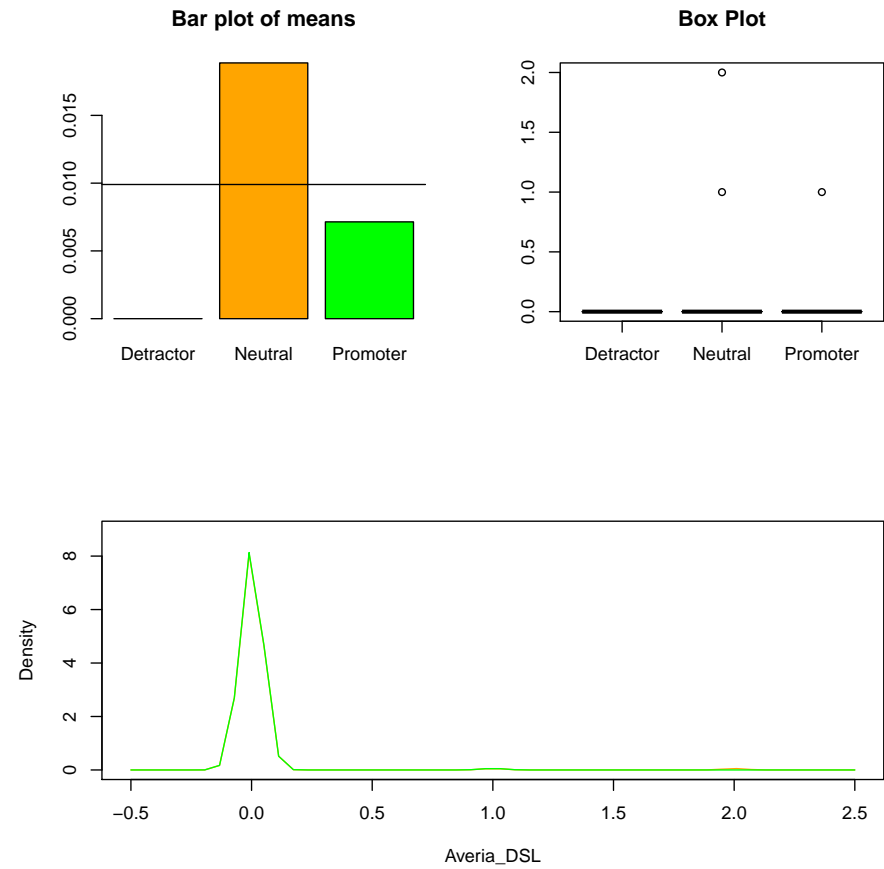 Bar plot of means
0.015
0.010
0.005
0.000
Detractor Neutral Promoter
Box Plot
2.0
1.5
1.0
0.5
0.0
Detractor Neutral Promoter
Density
8
6
4
2
0
−0.5 0.0 0.5 1.0 1.5 2.0 2.5
Averia_DSL